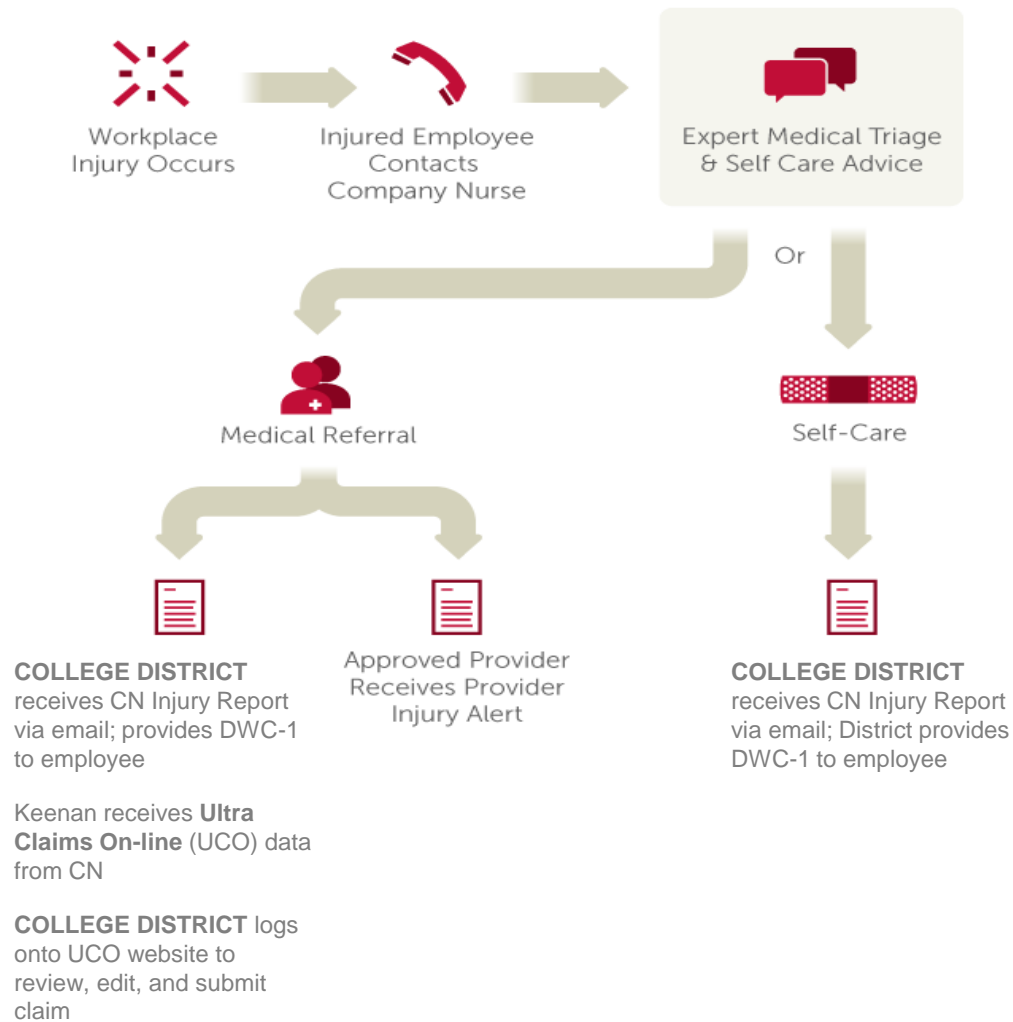 Workplace
Injury Occurs
Injured Employee
Contacts
Company Nurse
Expert Medical Triage
& Self Care Advice
Or
Medical Referral
Self-Care
COLLEGE DISTRICT
receives CN Injury Report
via email; provides DWC-1
to employee
Keenan receives Ultra
Claims On-line (UCO) data
from CN
COLLEGE DISTRICT logs
onto UCO website to
review, edit, and submit
claim
Approved Provider
Receives Provider
Injury Alert
COLLEGE DISTRICT
receives CN Injury Report
via email; District provides
DWC-1 to employee